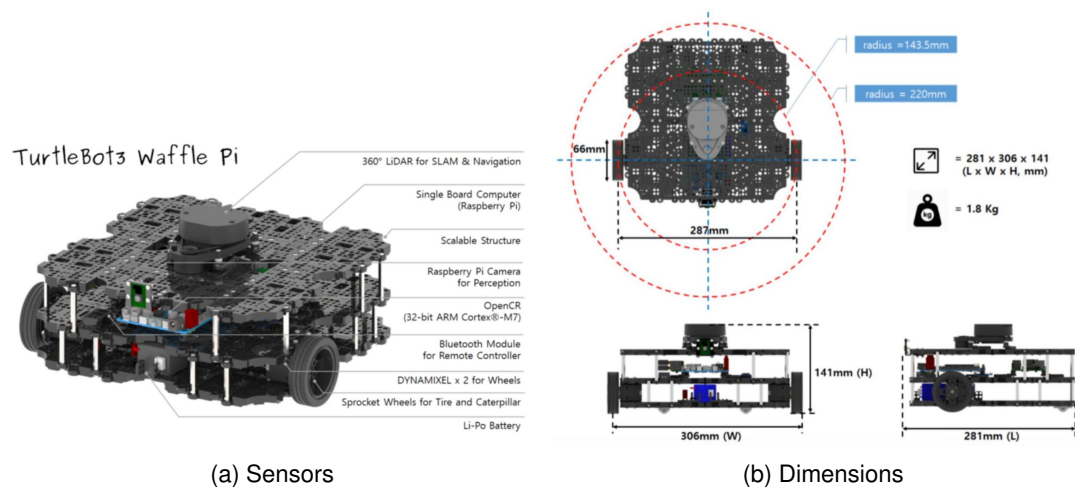 TurtleBot3 Waffle Pi
360° LiDAR for SLAM & Navigation
Single Board Computer
(Raspberry Pi)
Scalable Structure
Raspberry Pi Camera
for Perception
OpenCR
(32-bit ARM Cortex®-M7)
Bluetooth Module
for Remote Controller
DYNAMIXEL x 2 for Wheels
Sprocket Wheels for Tire and Caterpillar
Li-Po Battery
(a) Sensors
radius =143.5mm
radius = 220mm
66mm
287mm
= 281 x 306 x 141
(L x W x H, mm)
kg
= 1.8 Kg
141mm (H)
306mm (W)
281mm (L)
(b) Dimensions